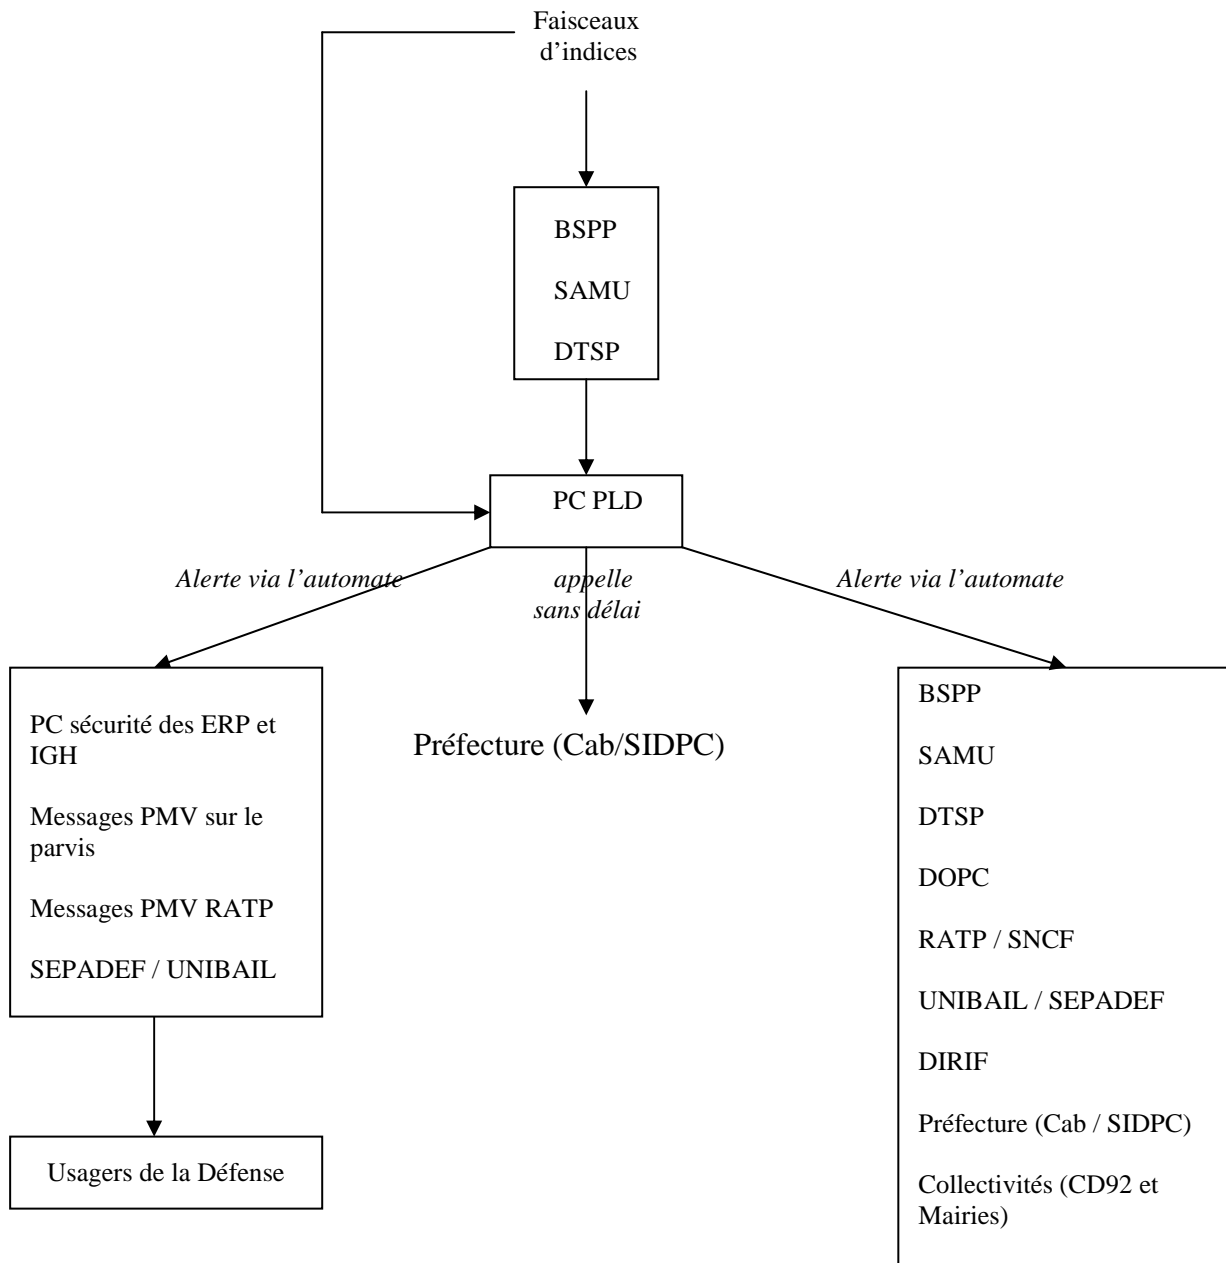 Faisceaux
d’indices
BSPP
SAMU
DTSP
PC PLD
Alerte via l’automate
appelle
sans délai
Alerte via l’automate
PC sécurité des ERP et
IGH
Messages PMV sur le
parvis
Messages PMV RATP
SEPADEF / UNIBAIL
Préfecture (Cab/SIDPC)
BSPP
SAMU
DTSP
DOPC
RATP / SNCF
UNIBAIL / SEPADEF
DIRIF
Préfecture (Cab / SIDPC)
Collectivités (CD92 et
Mairies)
Usagers de la Défense